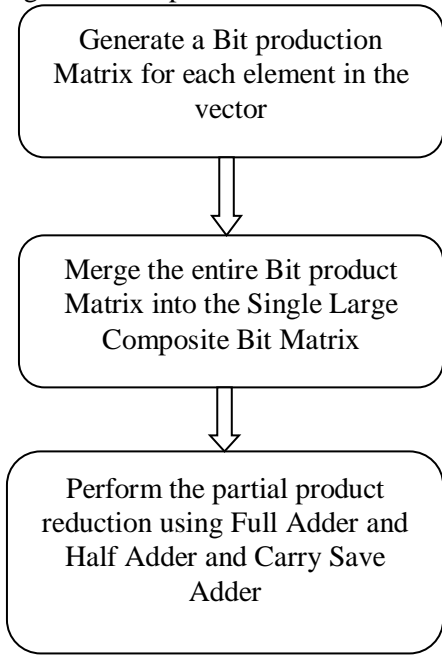 Generate a Bit production
Matrix for each element in the
vector
Merge the entire Bit product
Matrix into the Single Large
Composite Bit Matrix
Perform the partial product
reduction using Full Adder and
Half Adder and Carry Save
Adder